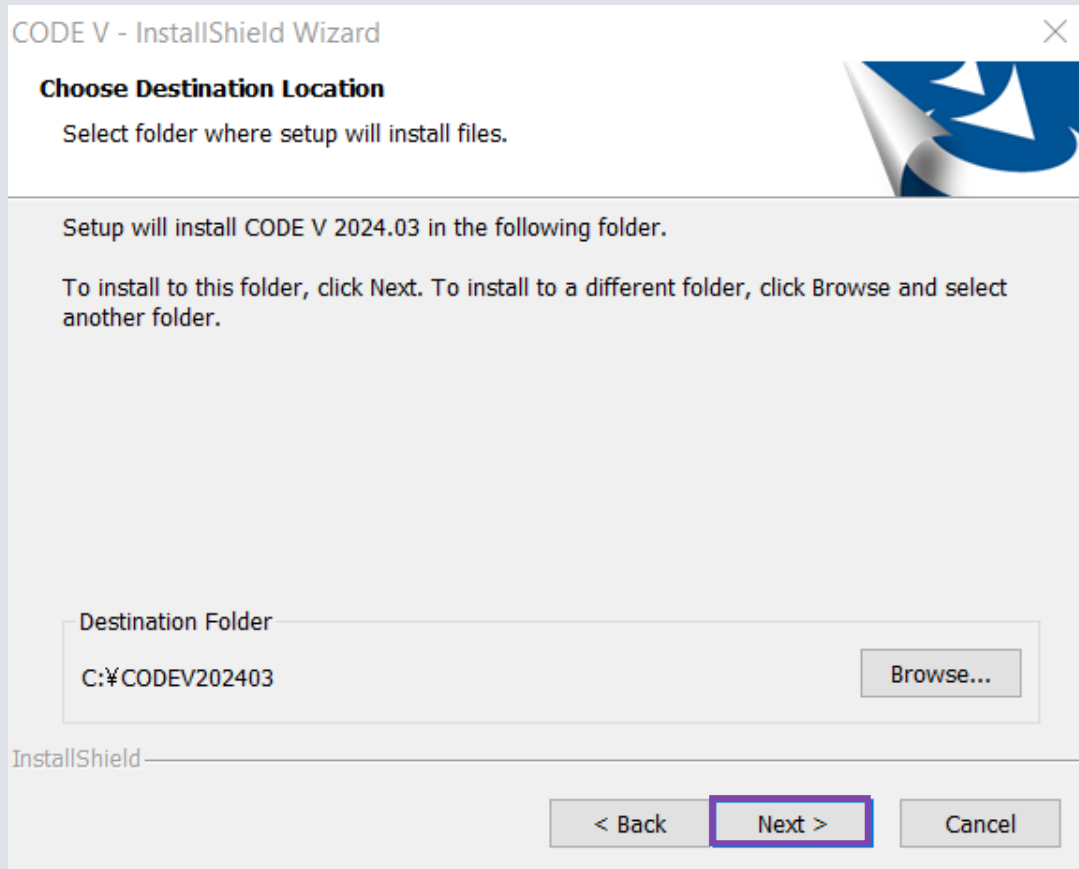 CODE V - InstallShield Wizard
Choose Destination Location
Select folder where setup will install files.
Setup will install CODE V 2024.03 in the following folder.
To install to this folder, click Next. To install to a different folder, click Browse and select
another folder.
Destination Folder
C:¥CODEV202403
Browse...
InstallShield
< Back
Next >
Cancel